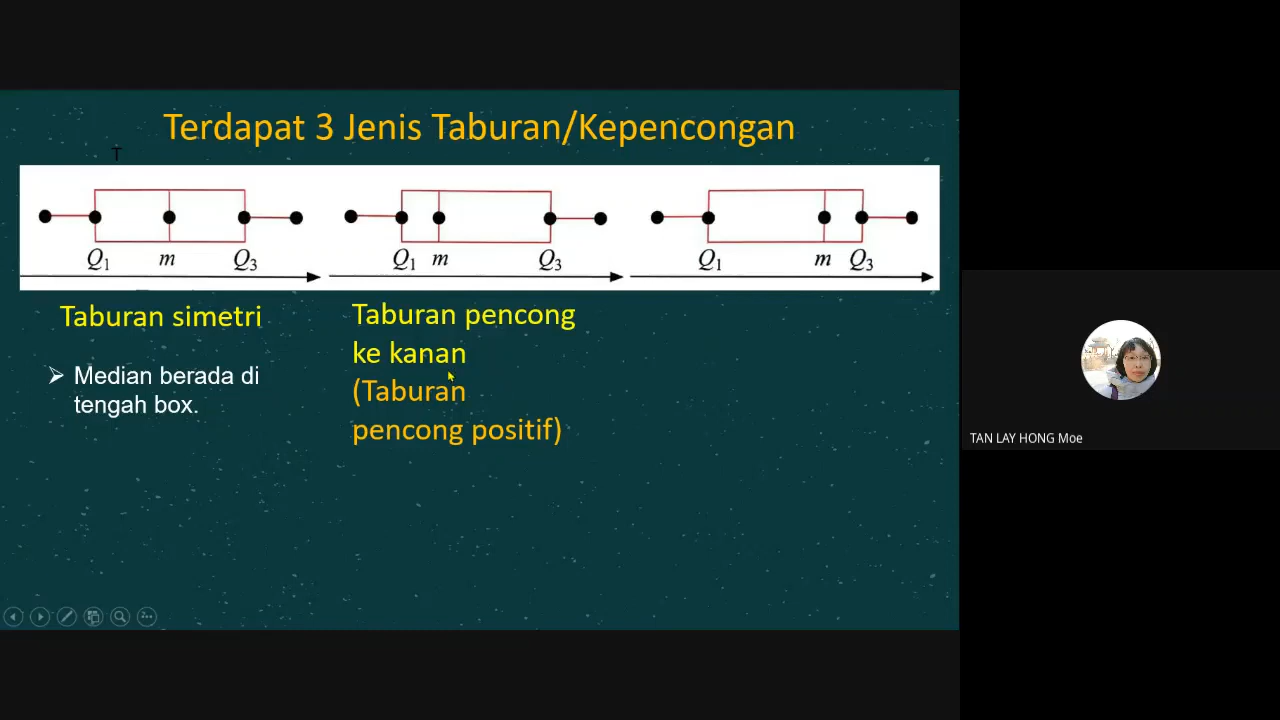 Terdapat 3 Jenis Taburan/Kepencongan
T
Q1 m Q3
Q1 m Q3
Q1 m Q3
Taburan simetri
➢ Median berada di
tengah box.
Taburan pencong
ke kanan
(Taburan
pencong positif)
TAN LAY HONG Moe